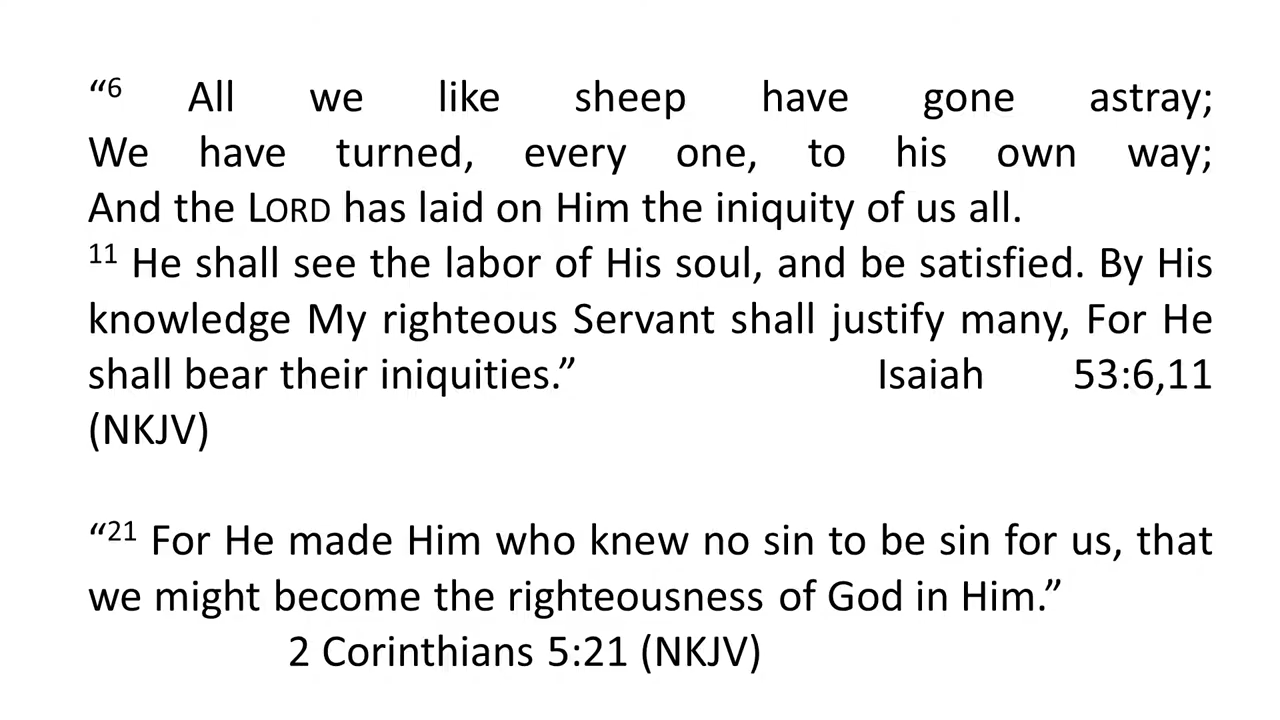 “6 All we like sheep have gone astray;
We have turned, every one, to his own way;
And the LORD has laid on Him the iniquity of us all.
11 He shall see the labor of His soul, and be satisfied. By His
knowledge My righteous Servant shall justify many, For He
shall bear their iniquities.” Isaiah 53:6,11
(NKJV)
“21 For He made Him who knew no sin to be sin for us, that
we might become the righteousness of God in Him.”
2 Corinthians 5:21 (NKJV)